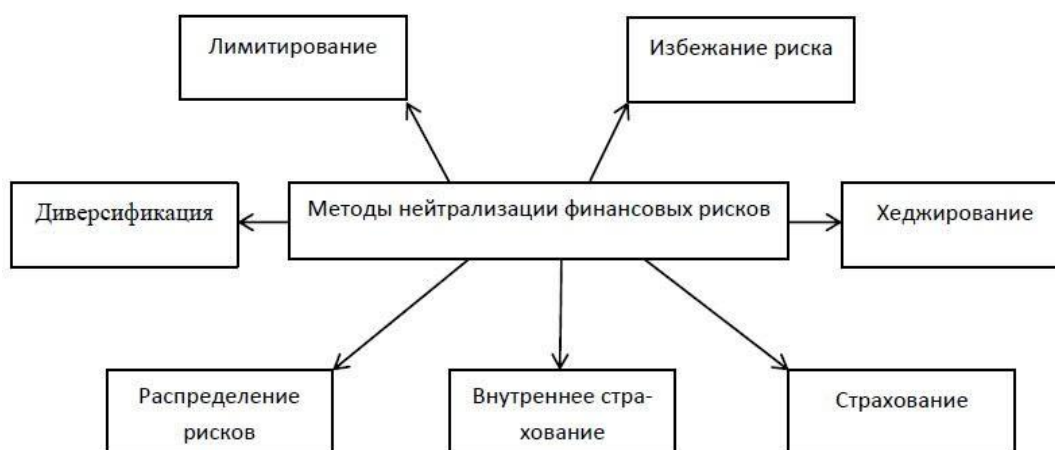 Лимитирование
Избежание риска
Диверсификация
Методы нейтрализации финансовых рисков
Хеджирование
Распределение
рисков
Внутреннее стра-
хование
Страхование